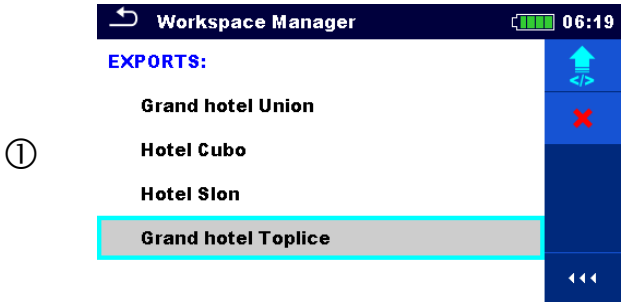 Workspace Manager 06:19
EXPORTS:
</>
Grand hotel Union
①
Hotel Cubo
Hotel Slon
Grand hotel Toplice